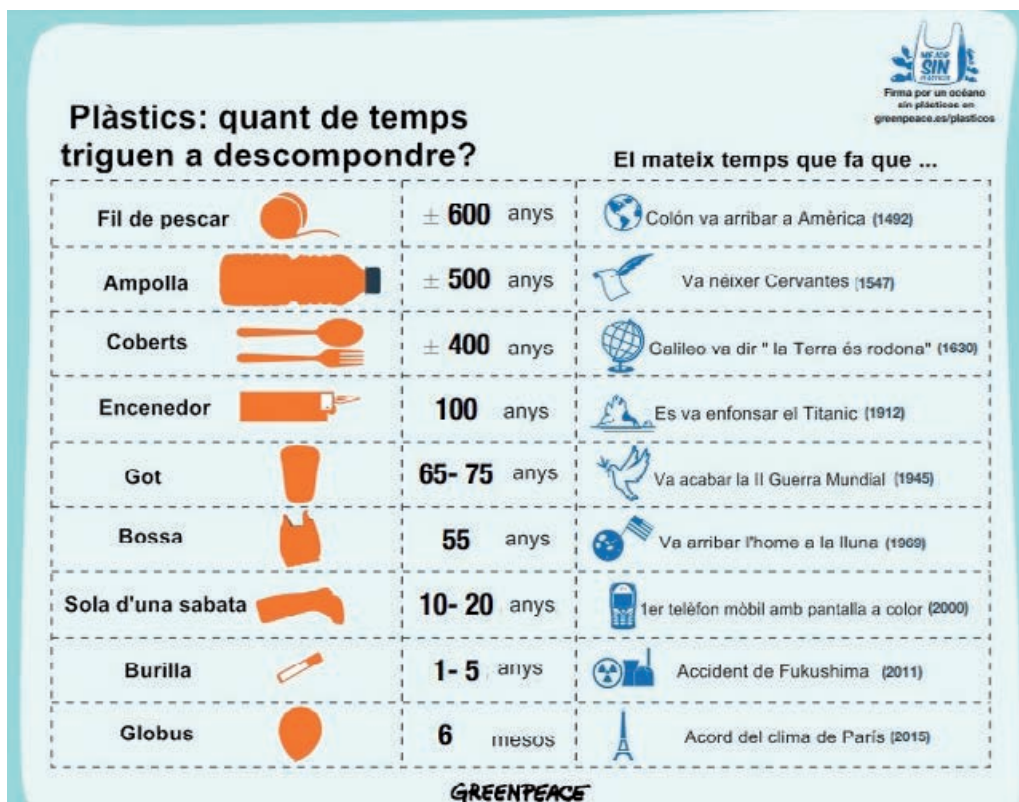 MEJOR
SIN
PLÁSTICOS
Firma por un océano
sin plásticos en
greenpeace.es/plasticos
Plàstics: quant de temps
triguen a descompondre?
El mateix temps que fa que ...
Fil de pescar ± 600 anys Colón va arribar a Amèrica (1492)
Ampolla ± 500 anys Va néixer Cervantes (1547)
Coberts ± 400 anys Galileo va dir " la Terra és rodona" (1630)
Encenedor 100 anys Es va enfonsar el Titanic (1912)
Got 65- 75 anys Va acabar la II Guerra Mundial (1945)
Bossa 55 anys Va arribar l'home a la lluna (1969)
Sola d'una sabata 10- 20 anys 1er telèfon mòbil amb pantalla a color (2000)
Burilla 1- 5 anys Accident de Fukushima (2011)
Globus 6 mesos Acord del clima de París (2015)
GREENPEACE